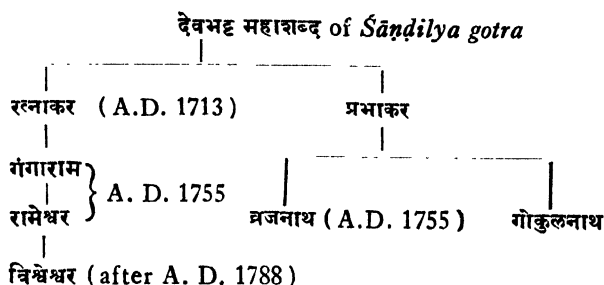 देवभट्ट महाशब्द of Śāṇḍilya gotra
रत्नाकर (A.D. 1713) प्रभाकर
गंगाराम
} A. D. 1755
रामेश्वर व्रजनाथ (A.D. 1755) गोकुलनाथ
विश्वेश्वर (after A. D. 1788)